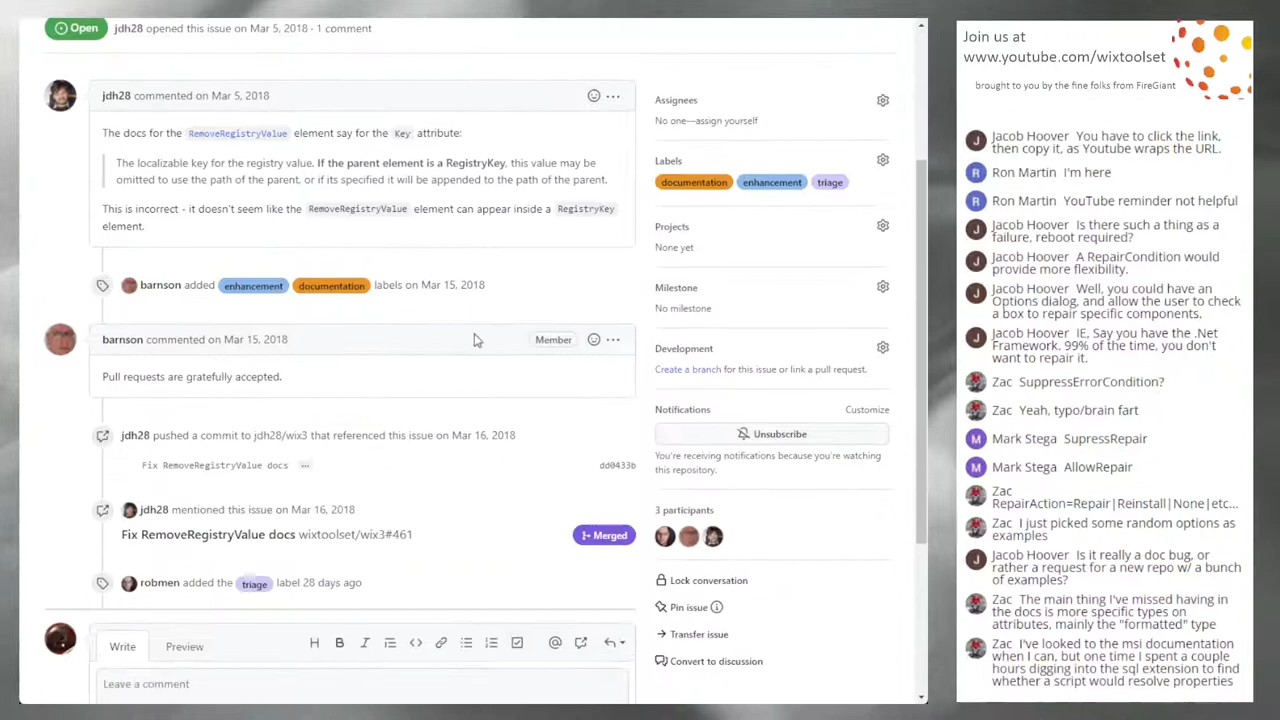 Open jdh28 opened this issue on Mar 5, 2018 · 1 comment
jdh28 commented on Mar 5, 2018
The docs for the RemoveRegistryValue element say for the Key attribute:
The localizable key for the registry value. If the parent element is a RegistryKey, this value may be
omitted to use the path of the parent, or if its specified it will be appended to the path of the parent.
This is incorrect - it doesn't seem like the RemoveRegistryValue element can appear inside a RegistryKey
element.
barnson added enhancement documentation labels on Mar 15, 2018
barnson commented on Mar 15, 2018 Member
Pull requests are gratefully accepted.
jdh28 pushed a commit to jdh28/wix3 that referenced this issue on Mar 16, 2018
Fix RemoveRegistryValue docs ... dd0433b
jdh28 mentioned this issue on Mar 16, 2018
Fix RemoveRegistryValue docs wixtoolset/wix3#461 Merged
robmen added the triage label 28 days ago
Write Preview
Leave a comment
Assignees
No one—assign yourself
Labels
documentation enhancement triage
Projects
None yet
Milestone
No milestone
Development
Create a branch for this issue or link a pull request.
Notifications Customize
Unsubscribe
You're receiving notifications because you're watching
this repository.
3 participants
Lock conversation
Pin issue
Transfer issue
Convert to discussion
Join us at
www.youtube.com/wixtoolset
brought to you by the fine folks from FireGiant
Jacob Hoover You have to click the link,
then copy it, as Youtube wraps the URL.
Ron Martin I'm here
Ron Martin YouTube reminder not helpful
Jacob Hoover Is there such a thing as a
failure, reboot required?
Jacob Hoover A RepairCondition would
provide more flexibility.
Jacob Hoover Well, you could have an
Options dialog, and allow the user to check
a box to repair specific components.
Jacob Hoover IE, Say you have the .Net
Framework. 99% of the time, you don't
want to repair it.
Zac SuppressErrorCondition?
Zac Yeah, typo/brain fart
Mark Stega SupressRepair
Mark Stega AllowRepair
Zac
RepairAction=Repair|Reinstall|None|etc...
Zac I just picked some random options as
examples
Jacob Hoover Is it really a doc bug, or
rather a request for a new repo w/ a bunch
of examples?
Zac The main thing I've missed having in
the docs is more specific types on
attributes, mainly the "formatted" type
Zac I've looked to the msi documentation
when I can, but one time I spent a couple
hours digging into the sql extension to find
whether a script would resolve properties